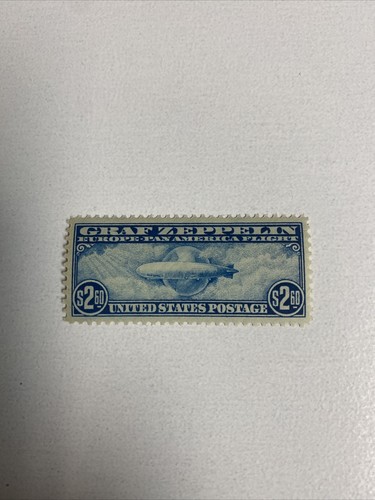 GRAF ZEPPELIN
EUROPE-PAN AMERICA FLIGHT
$2.60 $2.60
UNITED STATES POSTAGE